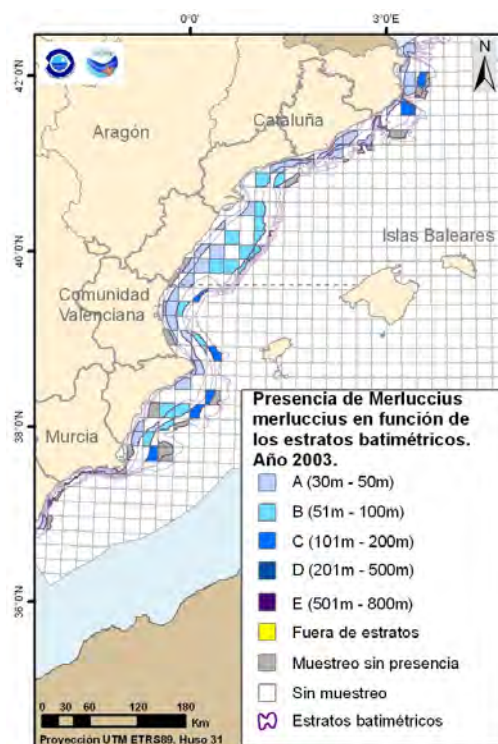 0°0'
3°0'E
42°0'N
Cataluña
Aragón
40°0'N
Islas Baleares
Comunidad
Valenciana
Presencia de Merluccius
merluccius en función de
los estratos batimétricos.
Año 2003.
38°0'N
Murcia
A (30m - 50m)
B (51m - 100m)
C (101m - 200m)
D (201m - 500m)
E (501m - 800m)
36°0'N
Fuera de estratos
Muestreo sin presencia
Sin muestreo
Estratos batimétricos
0 30 60 120 180
Km
Proyección UTM ETRS89. Huso 31